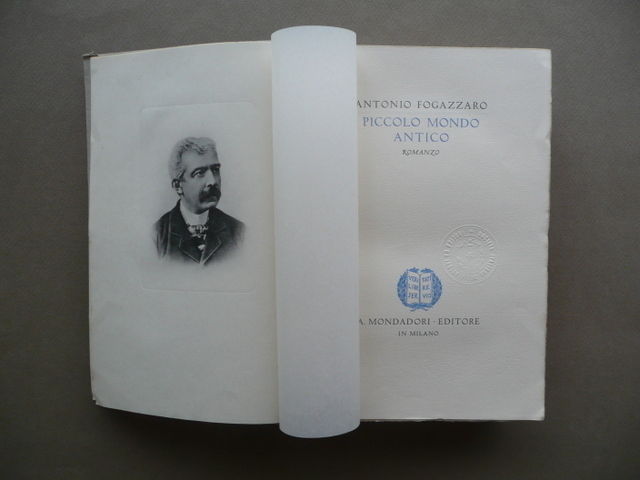 ANTONIO FOGAZZARO
PICCOLO MONDO
ANTICO
ROMANZO
A. MONDADORI · EDITORE
IN MILANO